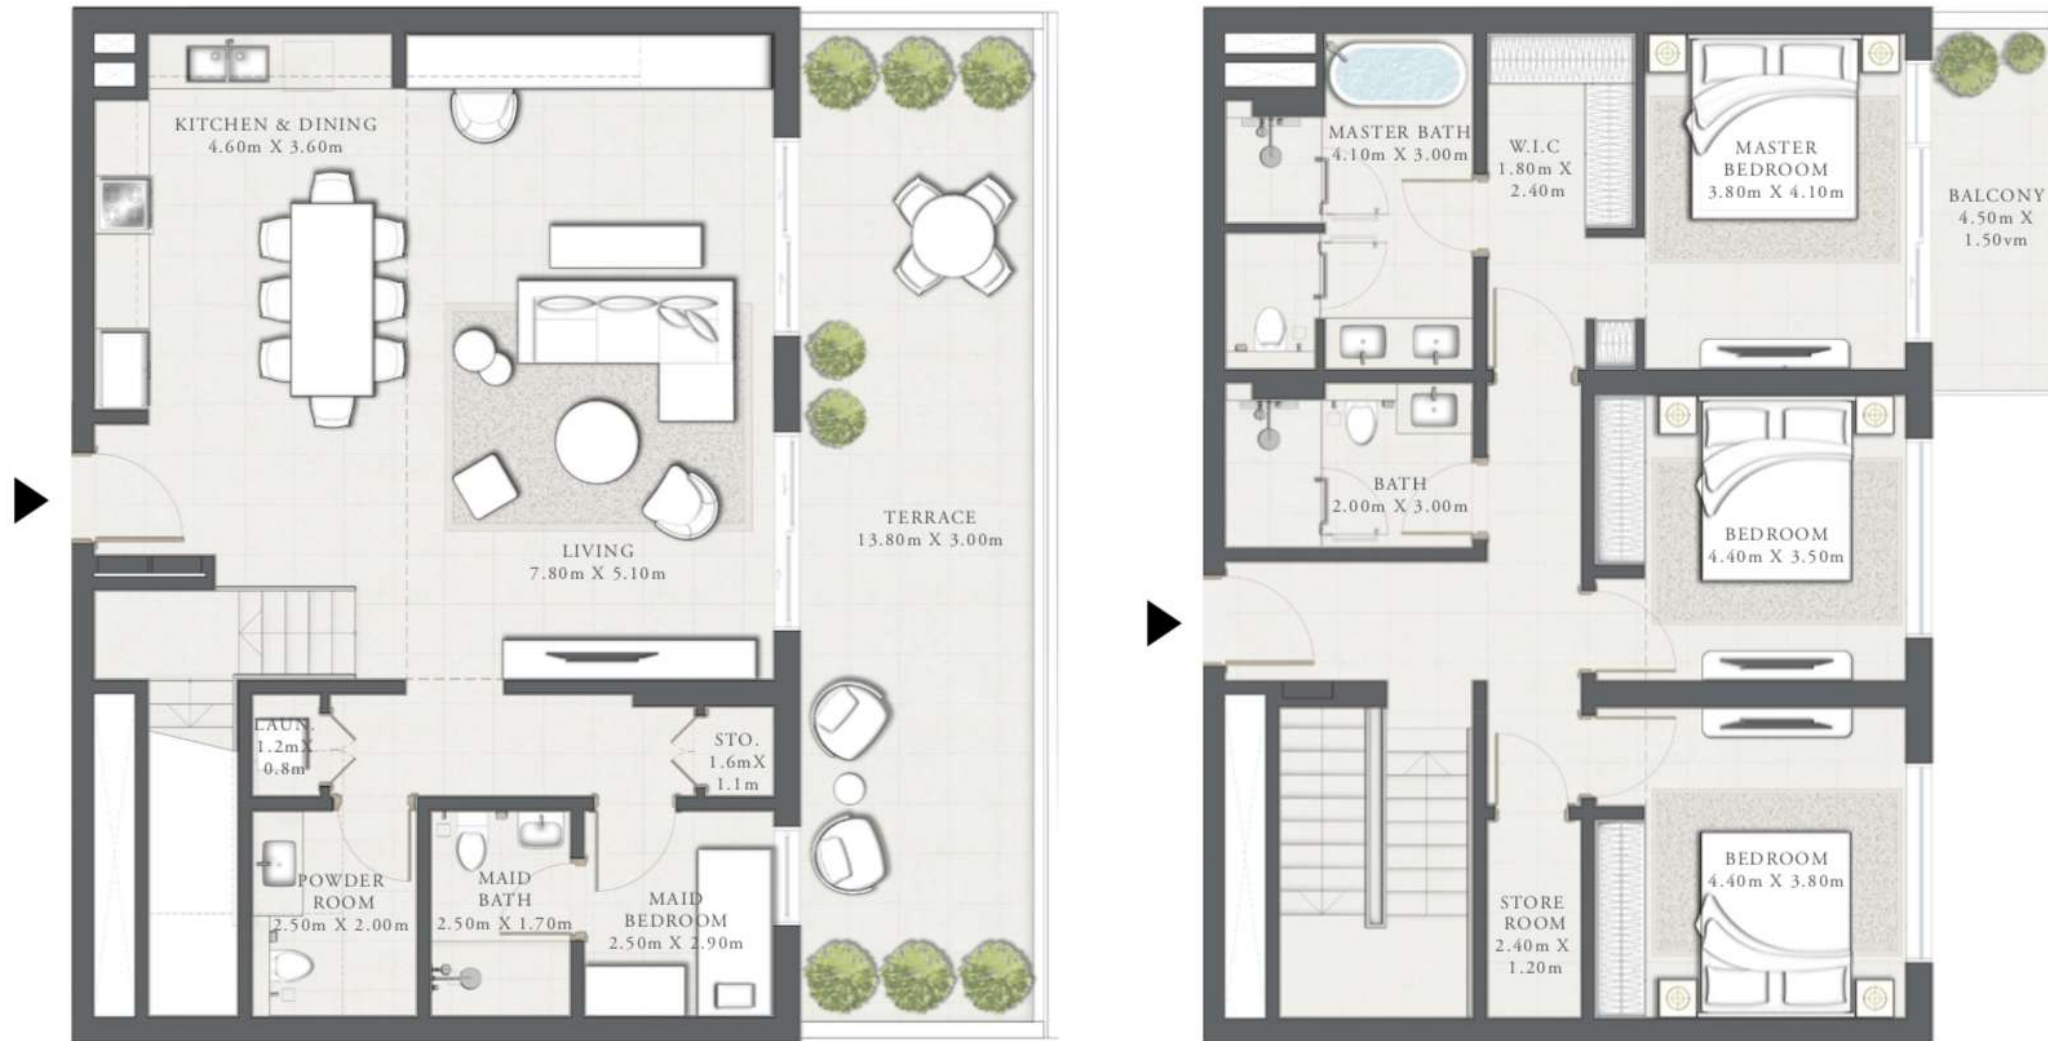 KITCHEN & DINING
4.60m X 3.60m
LIVING
7.80m X 5.10m
TERRACE
13.80m X 3.00m
LAUN.
1.2mX
0.8m
STO.
1.6mX
1.1m
POWDER
ROOM
2.50m X 2.00m
MAID
BATH
2.50m X 1.70m
MAID
BEDROOM
2.50m X 2.90m
MASTER BATH
4.10m X 3.00m
W.I.C
1.80m X
2.40m
MASTER
BEDROOM
3.80m X 4.10m
BALCONY
4.50m X
1.50vm
BATH
2.00m X 3.00m
BEDROOM
4.40m X 3.50m
BEDROOM
4.40m X 3.80m
STORE
ROOM
2.40m X
1.20m